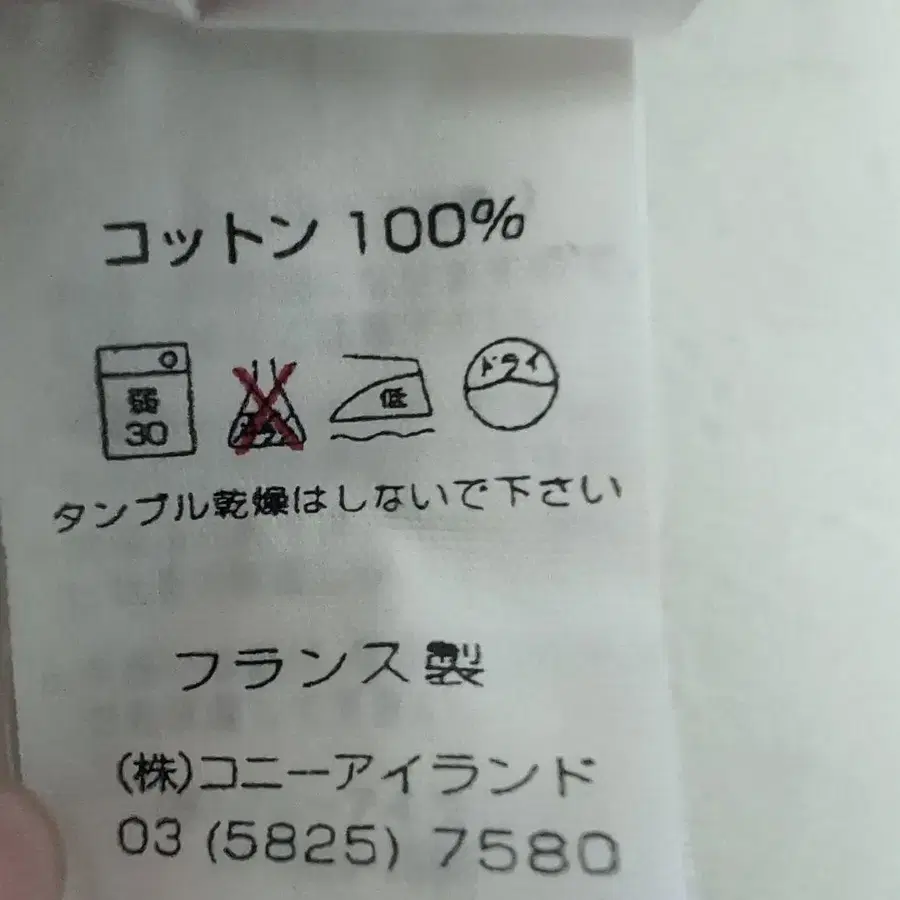 コットン 100%
弱
30
低
ドライ
タンブル乾燥はしないで下さい
フランス製
(株)コニーアイランド
03 (5825) 7580